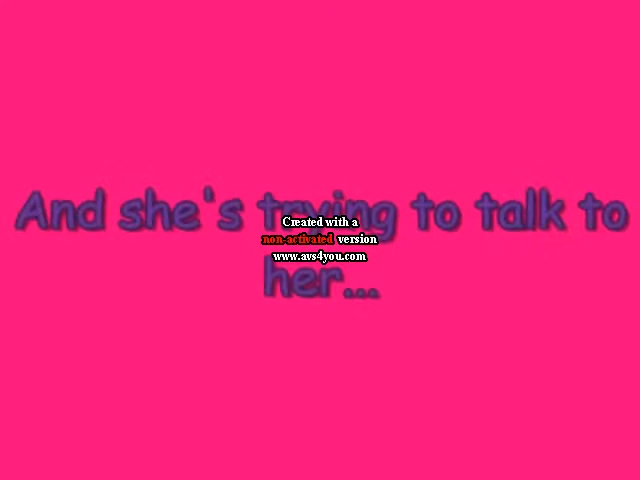 And she's trying to talk to
her...
Created with a
non-activated version
www.avs4you.com